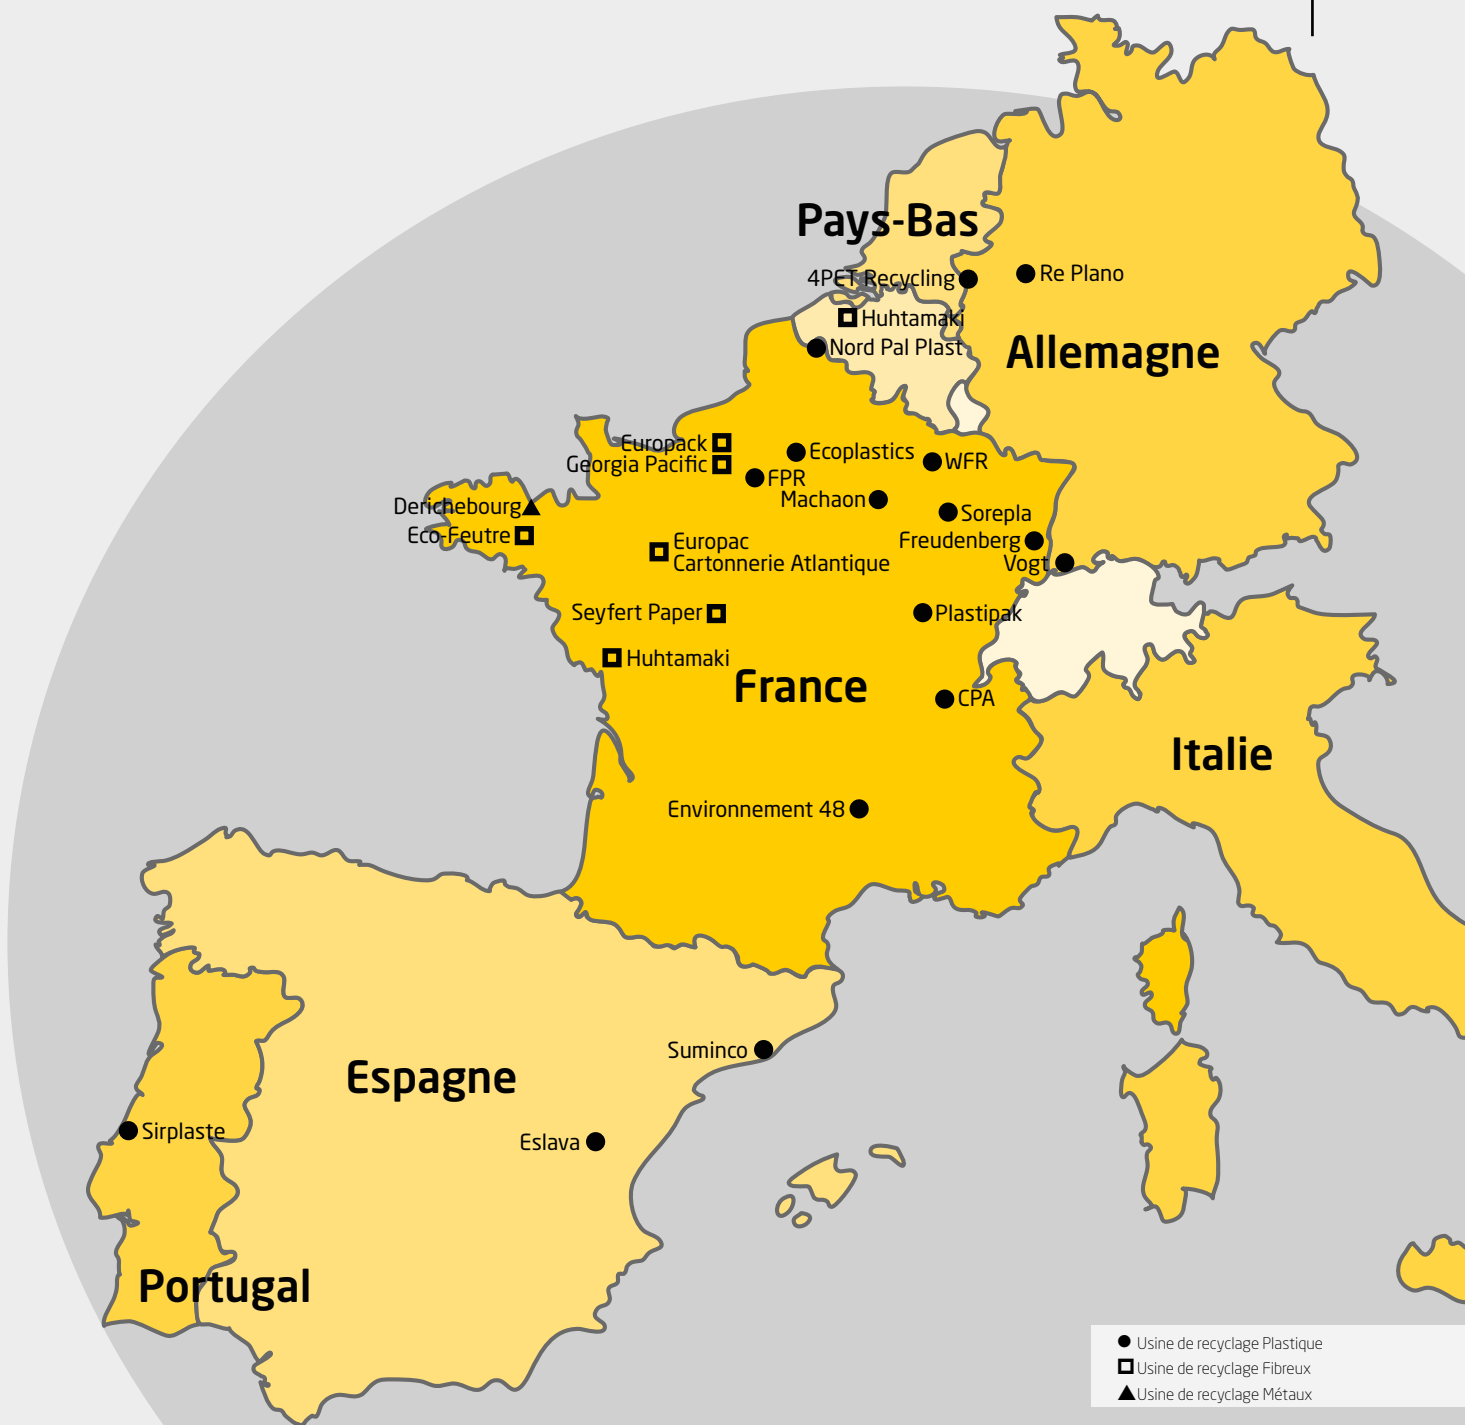 Pays-Bas
4PET Recycling
Re Plano
Huhtamaki
Nord Pal Plast
Allemagne
Europack
Georgia Pacific
Ecoplastics
FPR
WFR
Machaon
Derichebourg
Eco-Feutre
Sorepla
Freudenberg
Europac
Cartonnerie Atlantique
Vogt
Seyfert Paper
Plastipak
Huhtamaki
France
CPA
Italie
Environnement 48
Suminco
Espagne
Sirplaste
Eslava
Portugal
Usine de recyclage Plastique
Usine de recyclage Fibreux
Usine de recyclage Métaux